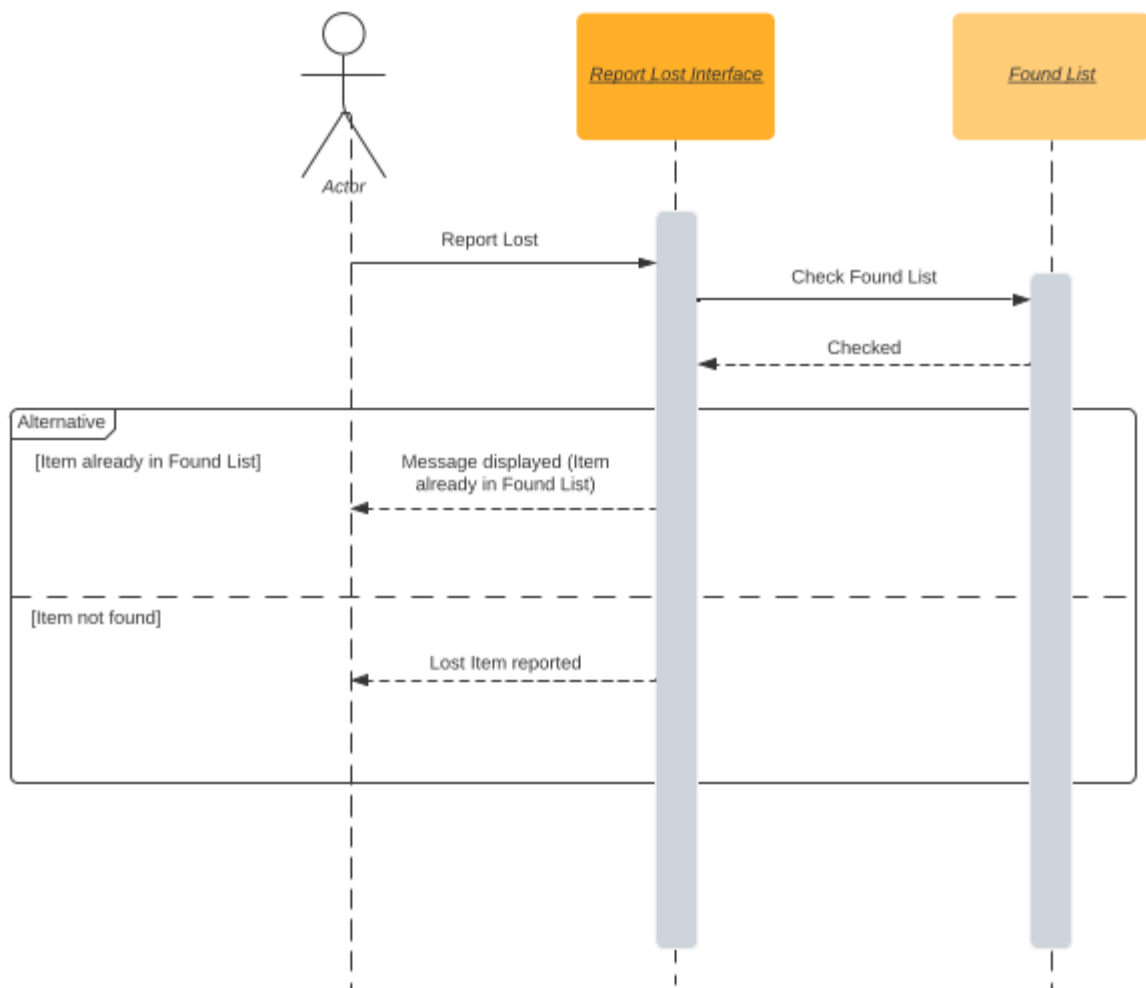 Report Lost Interface
Found List
Actor
Report Lost
Check Found List
Checked
Alternative
[Item already in Found List]
Message displayed (Item
already in Found List)
[Item not found]
Lost Item reported